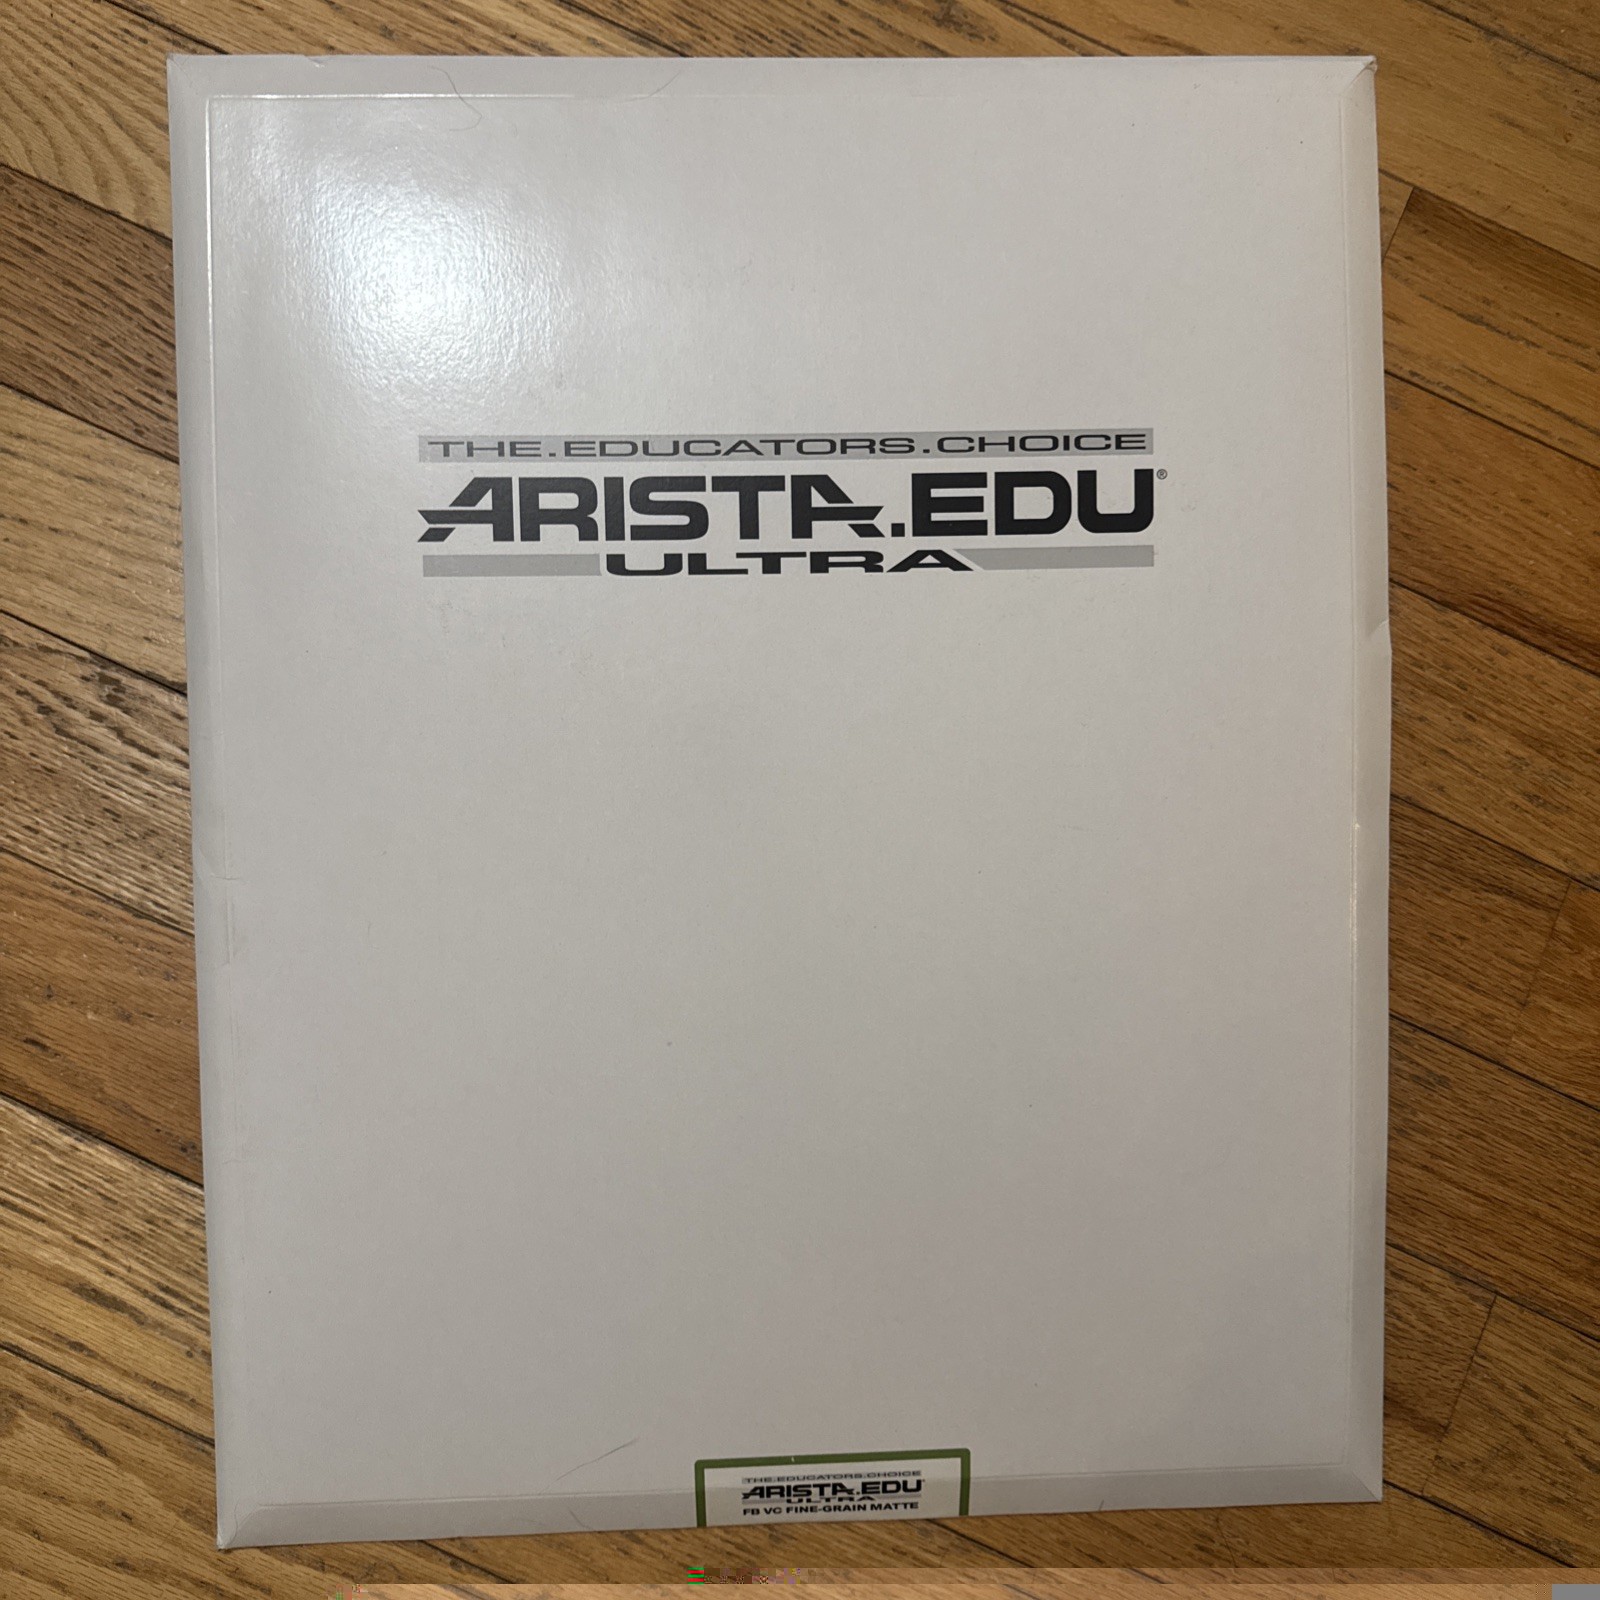 THE.EDUCATORS.CHOICE
ARISTA.EDU®
ULTRA
THE.EDUCATORS.CHOICE
ARISTA.EDU
ULTRA
FB VC FINE-GRAIN MATTE